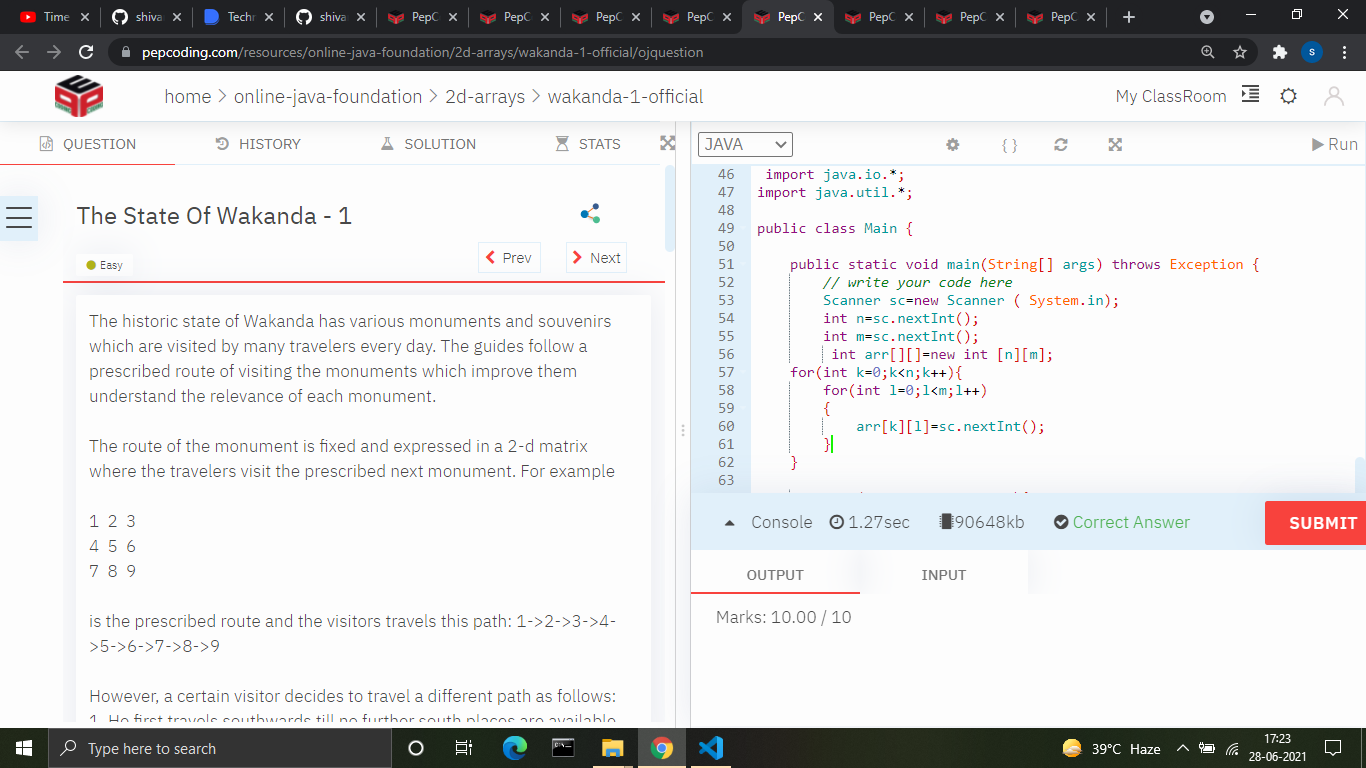 Time
shiva
Techn
shiva
PepC
PepC
PepC
PepC
PepC
PepC
PepC
PepC
pepcoding.com/resources/online-java-foundation/2d-arrays/wakanda-1-official/ojquestion
S
home > online-java-foundation > 2d-arrays > wakanda-1-official
My ClassRoom
QUESTION
HISTORY
SOLUTION
STATS
The State Of Wakanda - 1
Easy
Prev
Next
The historic state of Wakanda has various monuments and souvenirs
which are visited by many travelers every day. The guides follow a
prescribed route of visiting the monuments which improve them
understand the relevance of each monument.
The route of the monument is fixed and expressed in a 2-d matrix
where the travelers visit the prescribed next monument. For example
1 2 3
4 5 6
7 8 9
is the prescribed route and the visitors travels this path: 1->2->3->4-
>5->6->7->8->9
However, a certain visitor decides to travel a different path as follows:
1. He first travels southwards till no further south places are available
JAVA
{ }
Run
46 import java.io.*;
47 import java.util.*;
48
49 public class Main {
50
51 public static void main(String[] args) throws Exception {
52 // write your code here
53 Scanner sc=new Scanner ( System.in);
54 int n=sc.nextInt();
55 int m=sc.nextInt();
56 int arr[][]=new int [n][m];
57 for(int k=0;k<n;k++){
58 for(int l=0;l<m;l++)
59 {
60 arr[k][l]=sc.nextInt();
61 }
62 }
63
Console
1.27sec
90648kb
Correct Answer
SUBMIT
OUTPUT
INPUT
Marks: 10.00 / 10
Type here to search
39°C Haze
17:23
28-06-2021